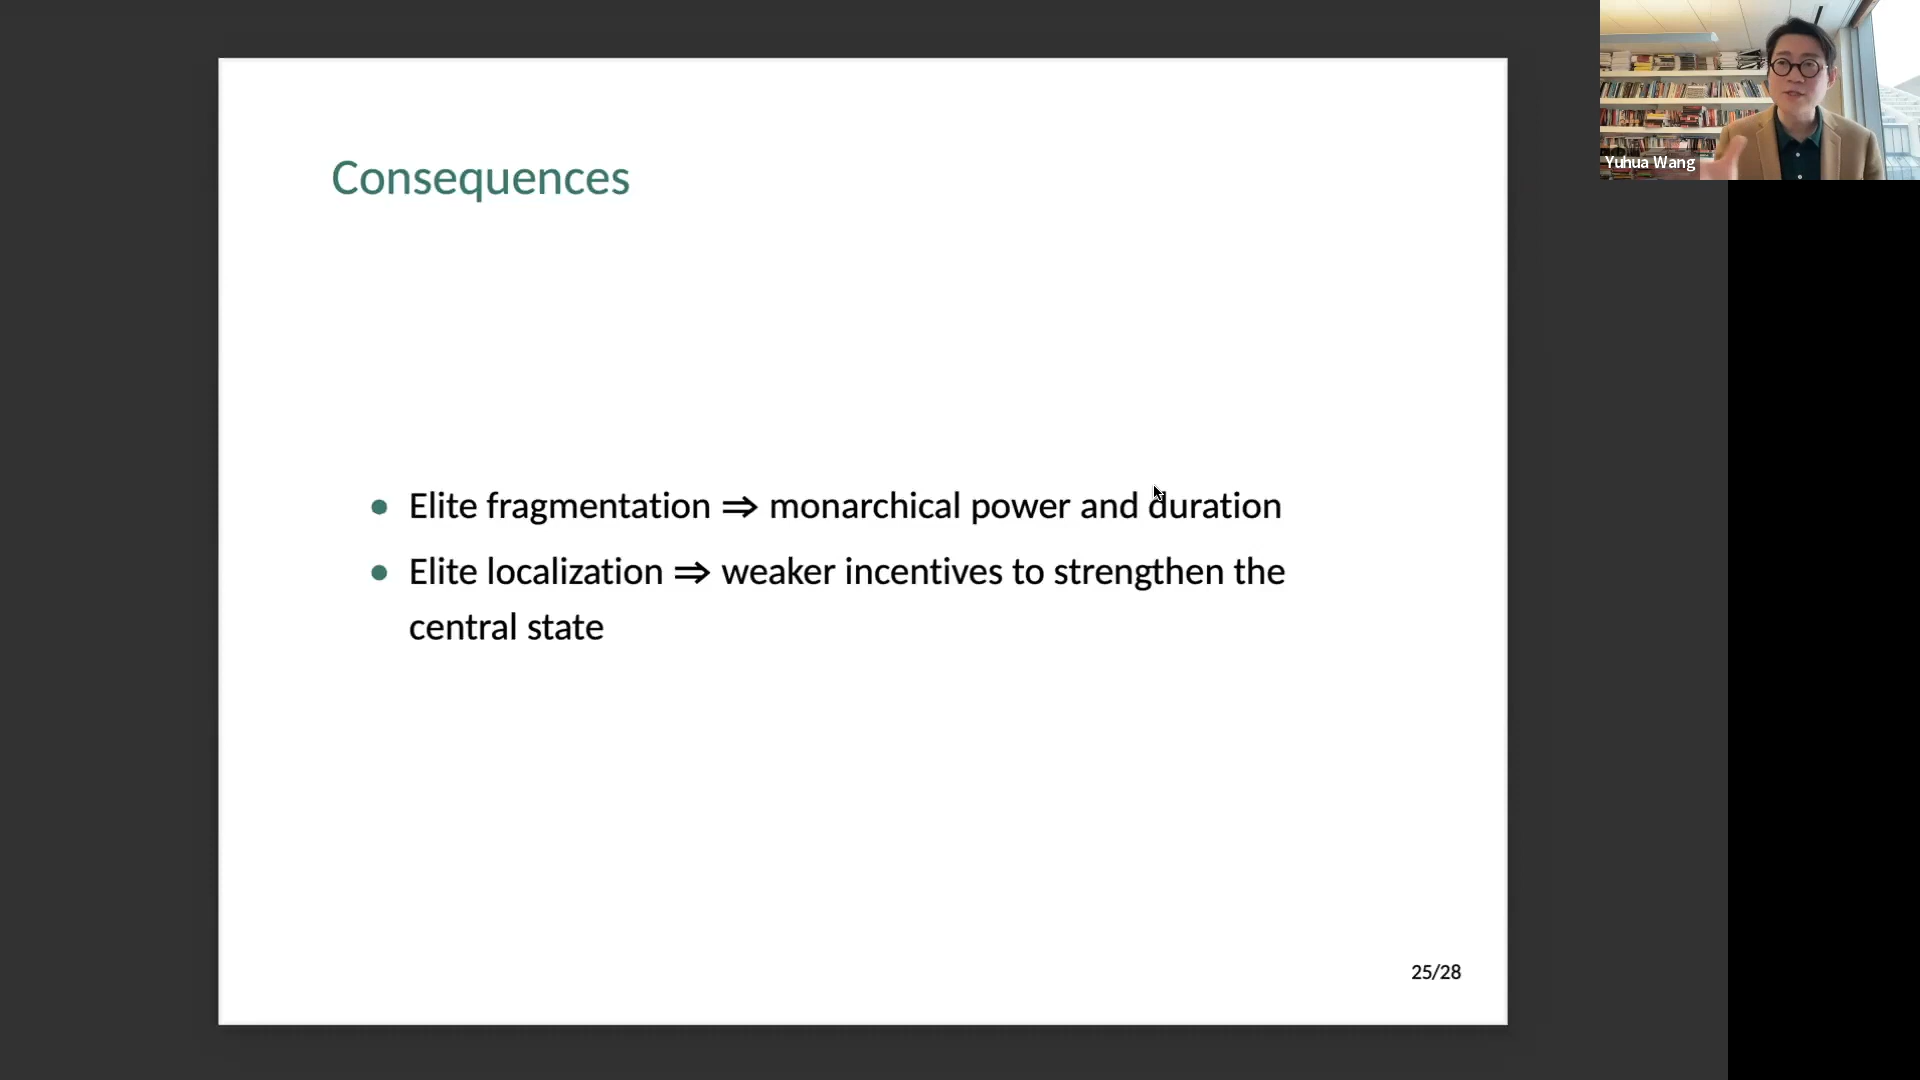 Yuhua Wang
Consequences
• Elite fragmentation ⇒ monarchical power and duration
• Elite localization ⇒ weaker incentives to strengthen the
central state
25/28